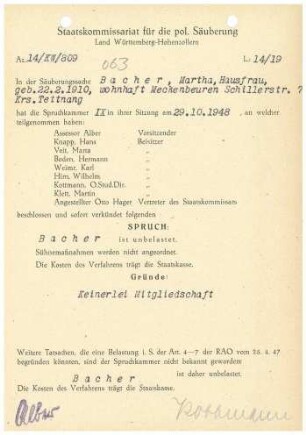 Staatskommissariat für die pol. Säuberung
Land Württemberg-Hohenzollern
Az. 14/XII/809
L: 14/19
063
In der Säuberungssache Bacher, Martha, Hausfrau,
geb.22.2.1910, wohnhaft Meckenbeuren Schillerstr. 7
Krs.Tettnang
hat die Spruchkammer IX in ihrer Sitzung am 29.10.1948, an welcher
teilgenommen haben:
Assessor Alber Vorsitzender
Knapp, Hans Beisitzer
Veit, Maria "
Beden, Hermann "
Weimr, Karl "
Hirn, Wilhelm "
Kottmann, O.Stud.Dir. "
Klett, Martin "
Angestellter Otto Hager Vertreter des Staatskommissars
beschlossen und sofort verkündet folgenden
SPRUCH:
Bacher ist unbelastet.
Sühnemaßnahmen werden nicht angeordnet.
Die Kosten des Verfahrens trägt die Staatskasse.
Gründe:
Keinerlei Mitgliedschaft
Weitere Tatsachen, die eine Belastung i. S. der Art. 4—7 der RAO vom 26. 4. 47
begründen könnten, sind der Spruchkammer nicht bekannt geworden
Bacher ist daher unbelastet.
Die Kosten des Verfahrens trägt die Staatskasse.
Alber
Kottmann